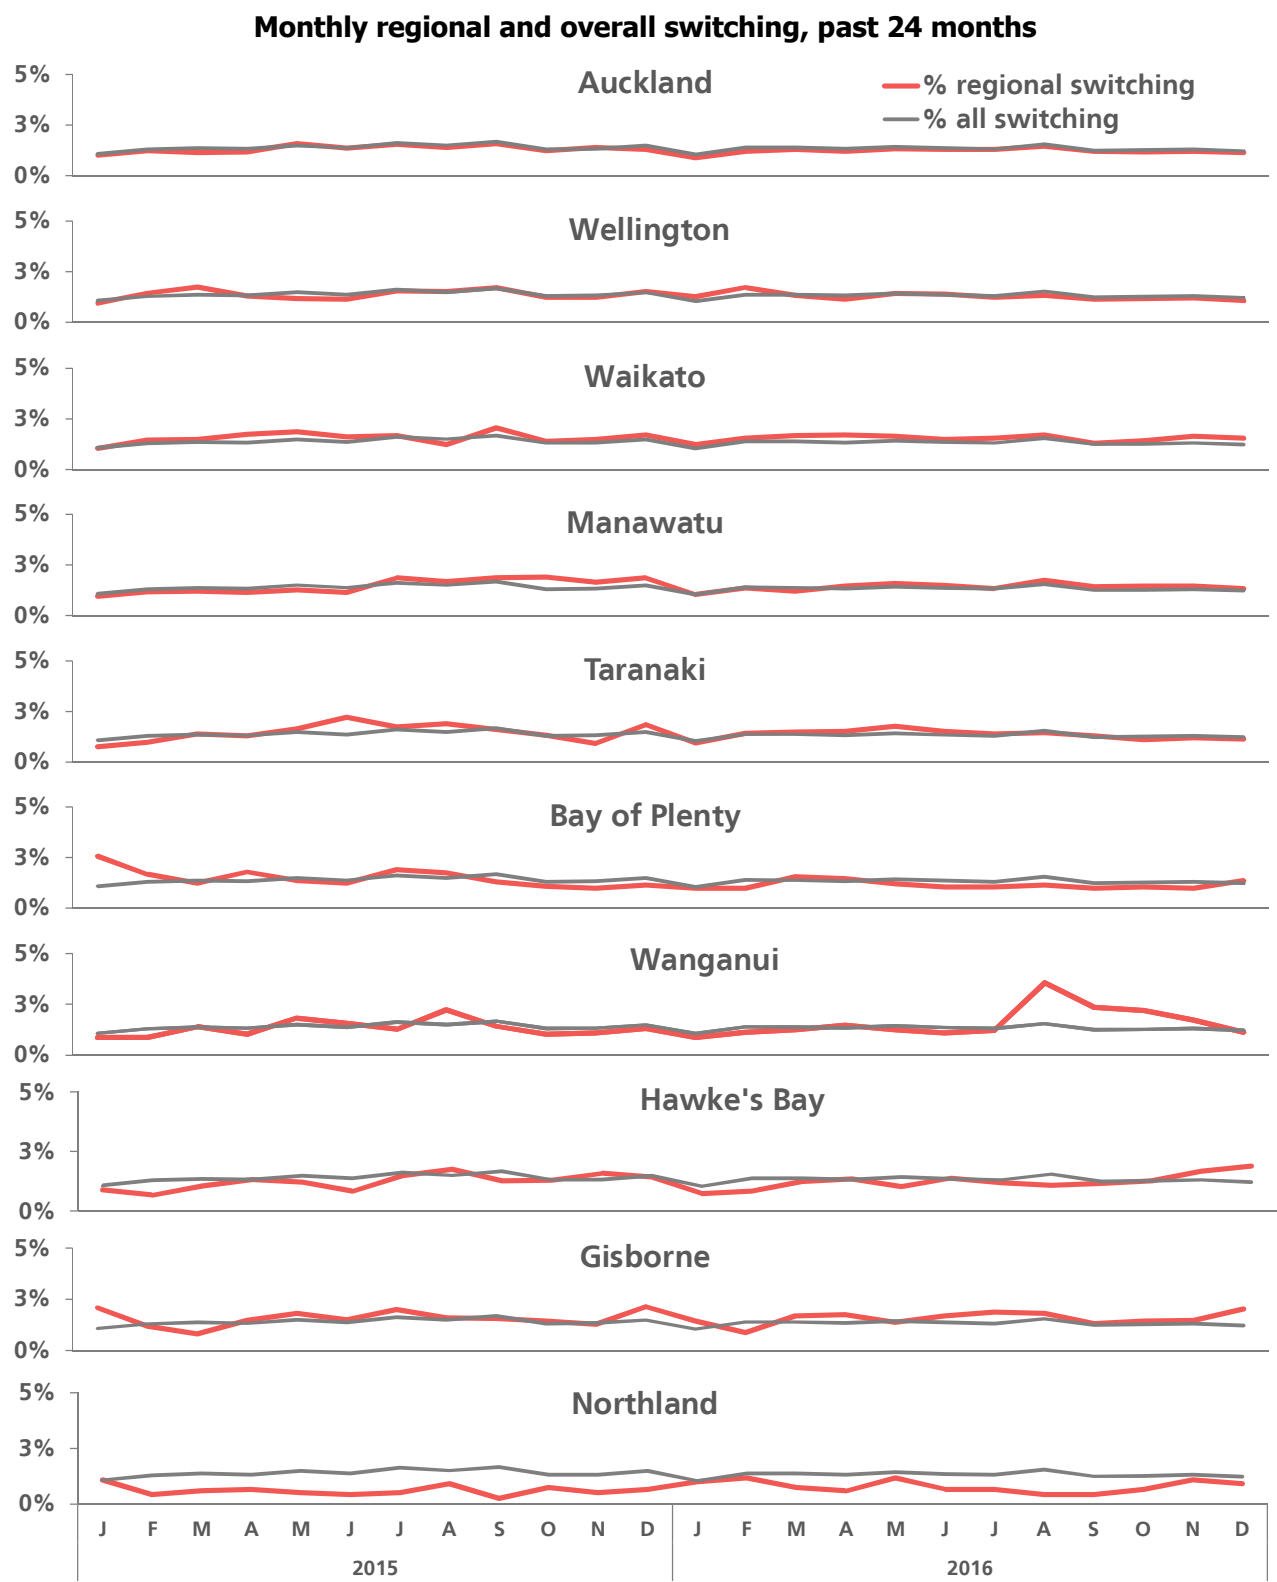 Monthly regional and overall switching, past 24 months
5%
Auckland
% regional switching
% all switching
3%
0%
5%
Wellington
3%
0%
5%
Waikato
3%
0%
5%
Manawatu
3%
0%
5%
Taranaki
3%
0%
5%
Bay of Plenty
3%
0%
5%
Wanganui
3%
0%
5%
Hawke's Bay
3%
0%
5%
Gisborne
3%
0%
5%
Northland
3%
0%
J F M A M J J A S O N D J F M A M J J A S O N D
2015 2016